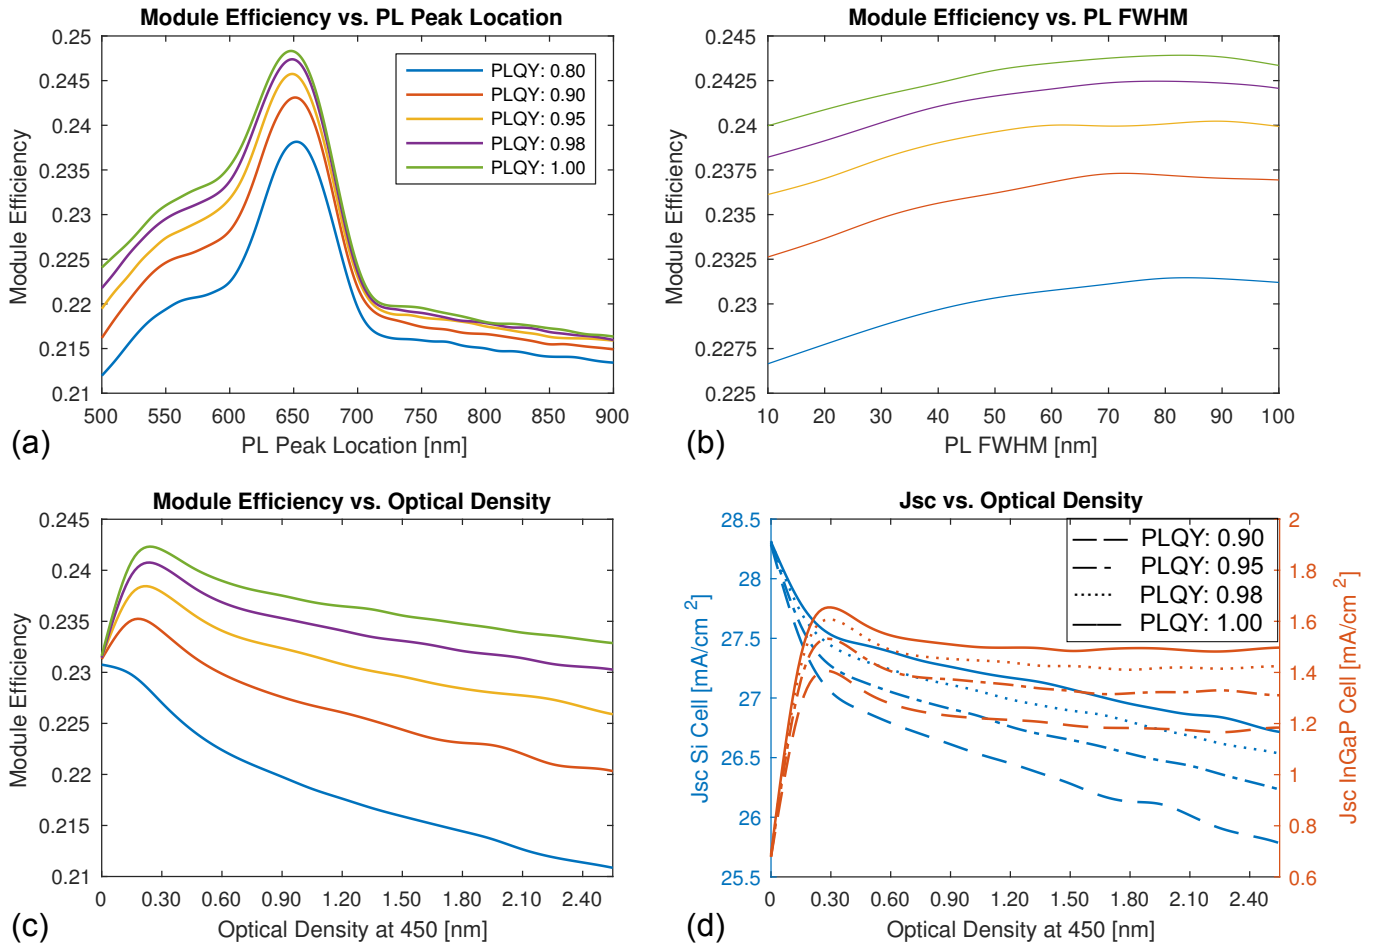 Module Efficiency vs. PL Peak Location
Module Efficiency
0.25
0.245
0.24
0.235
0.23
0.225
0.22
0.215
0.21
PLQY: 0.80
PLQY: 0.90
PLQY: 0.95
PLQY: 0.98
PLQY: 1.00
500 550 600 650 700 750 800 850 900
PL Peak Location [nm]
(a)
Module Efficiency vs. PL FWHM
Module Efficiency
0.245
0.2425
0.24
0.2375
0.235
0.2325
0.23
0.2275
0.225
10 20 30 40 50 60 70 80 90 100
PL FWHM [nm]
(b)
Module Efficiency vs. Optical Density
Module Efficiency
0.245
0.24
0.235
0.23
0.225
0.22
0.215
0.21
0 0.30 0.60 0.90 1.20 1.50 1.80 2.10 2.40
Optical Density at 450 [nm]
(c)
Jsc vs. Optical Density
Jsc Si Cell [mA/cm 2]
28.5
28
27.5
27
26.5
26
25.5
PLQY: 0.90
PLQY: 0.95
PLQY: 0.98
PLQY: 1.00
2
1.8
1.6
1.4
1.2
1
0.8
0.6
Jsc InGaP Cell [mA/cm 2]
0 0.30 0.60 0.90 1.20 1.50 1.80 2.10 2.40
Optical Density at 450 [nm]
(d)